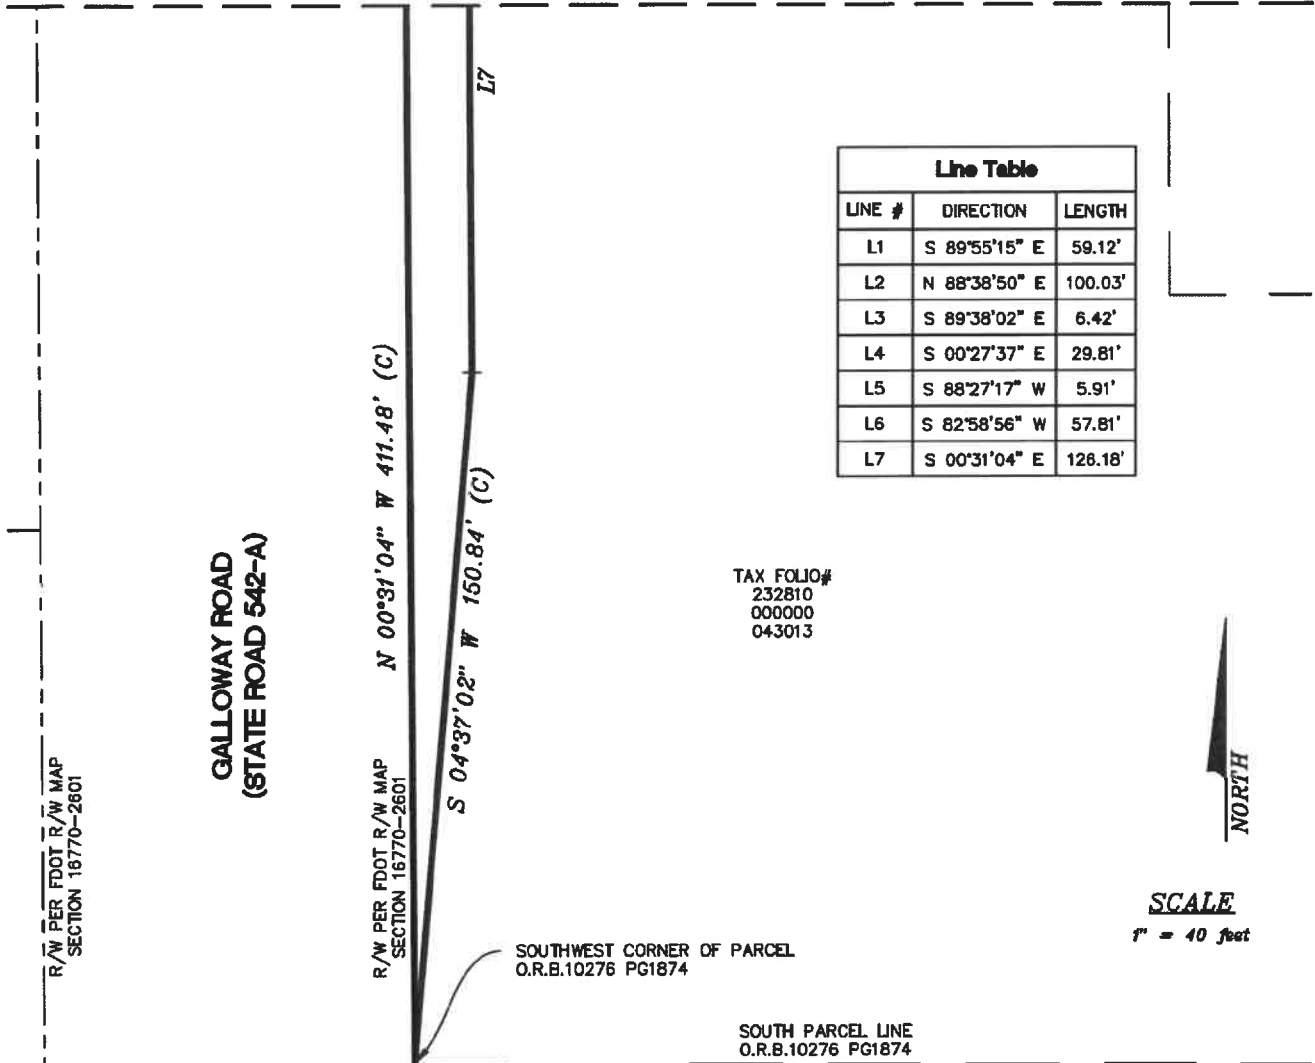 L7
Line Table
LINE # DIRECTION LENGTH
L1 S 89°55'15" E 59.12'
L2 N 88°38'50" E 100.03'
L3 S 89°38'02" E 6.42'
L4 S 00°27'37" E 29.81'
L5 S 88°27'17" W 5.91'
L6 S 82°58'56" W 57.81'
L7 S 00°31'04" E 126.18'
N 00°31'04" W 411.48' (C)
S 04°37'02" W 150.84' (C)
GALLOWAY ROAD
(STATE ROAD 542-A)
TAX FOLIO#
232810
000000
043013
R/W PER FDOT R/W MAP
SECTION 16770-2601
R/W PER FDOT R/W MAP
SECTION 16770-2601
NORTH
SCALE
1" = 40 feet
SOUTHWEST CORNER OF PARCEL
O.R.B.10276 PG1874
SOUTH PARCEL LINE
O.R.B.10276 PG1874